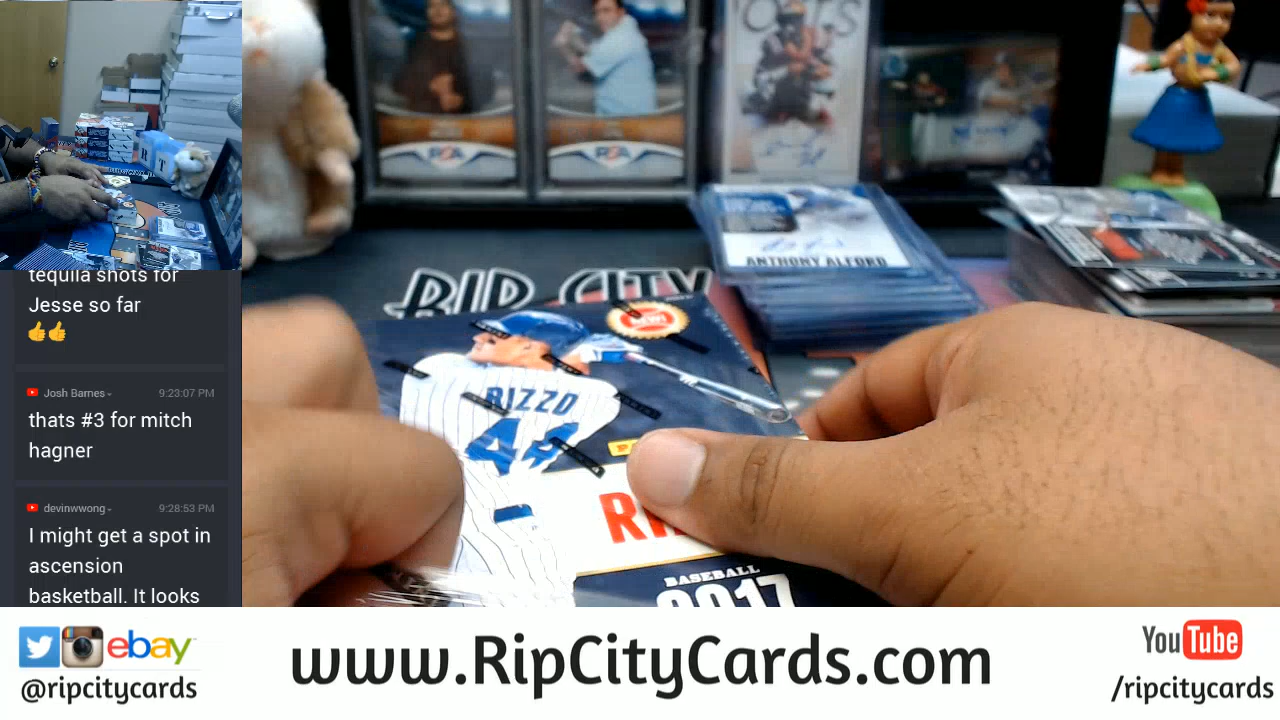 tequila shots for
Jesse so far
👍👍
Josh Barnes
9:23:07 PM
thats #3 for mitch
hagner
devinwwong
9:28:53 PM
I might get a spot in
ascension
basketball. It looks
RIP CITY
ANTHONY ALFORD
NEW!
RIZZO
44
BASEBALL
2017
ebay
@ripcitycards
www.RipCityCards.com
YouTube
/ripcitycards